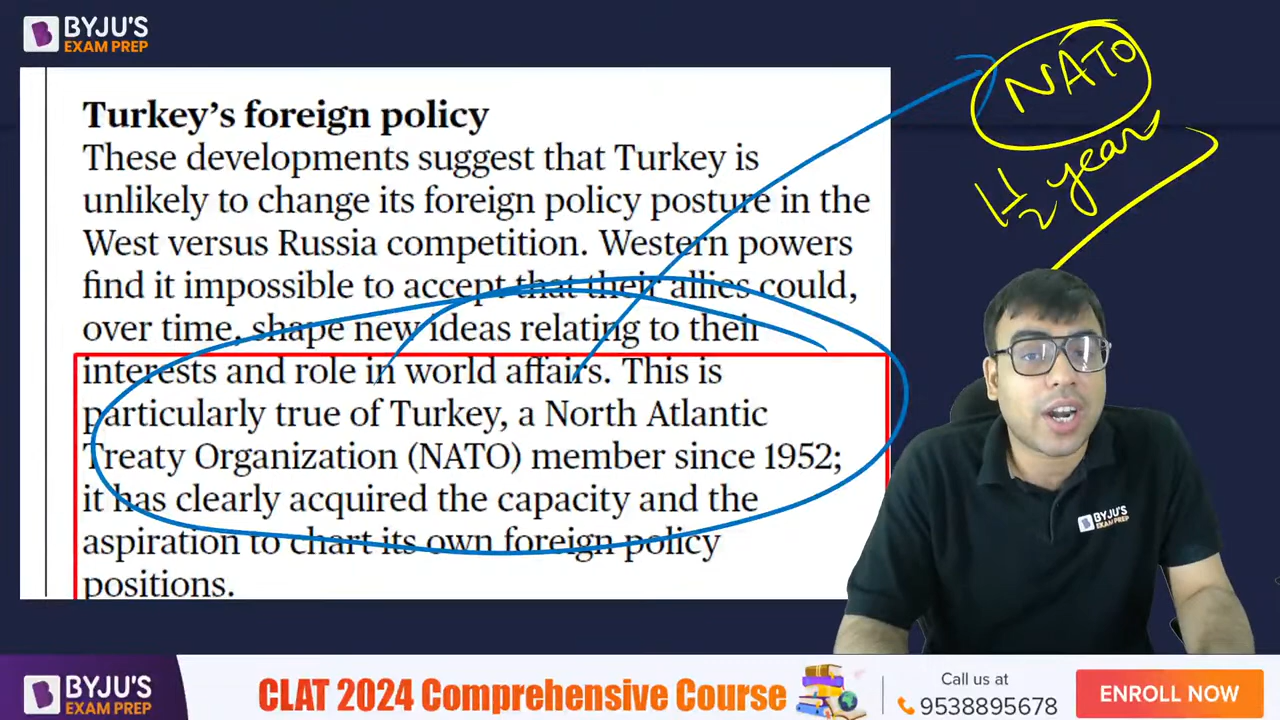 BYJU'S
EXAM PREP
Turkey's foreign policy
These developments suggest that Turkey is
unlikely to change its foreign policy posture in the
West versus Russia competition. Western powers
find it impossible to accept that their allies could,
over time, shape new ideas relating to their
interests and role in world affairs. This is
particularly true of Turkey, a North Atlantic
Treaty Organization (NATO) member since 1952;
it has clearly acquired the capacity and the
aspiration to chart its own foreign policy
positions.
NATO
year
BYJU'S
EXAM PREP
BYJU'S
EXAM PREP
CLAT 2024 Comprehensive Course
Call us at
9538895678
ENROLL NOW